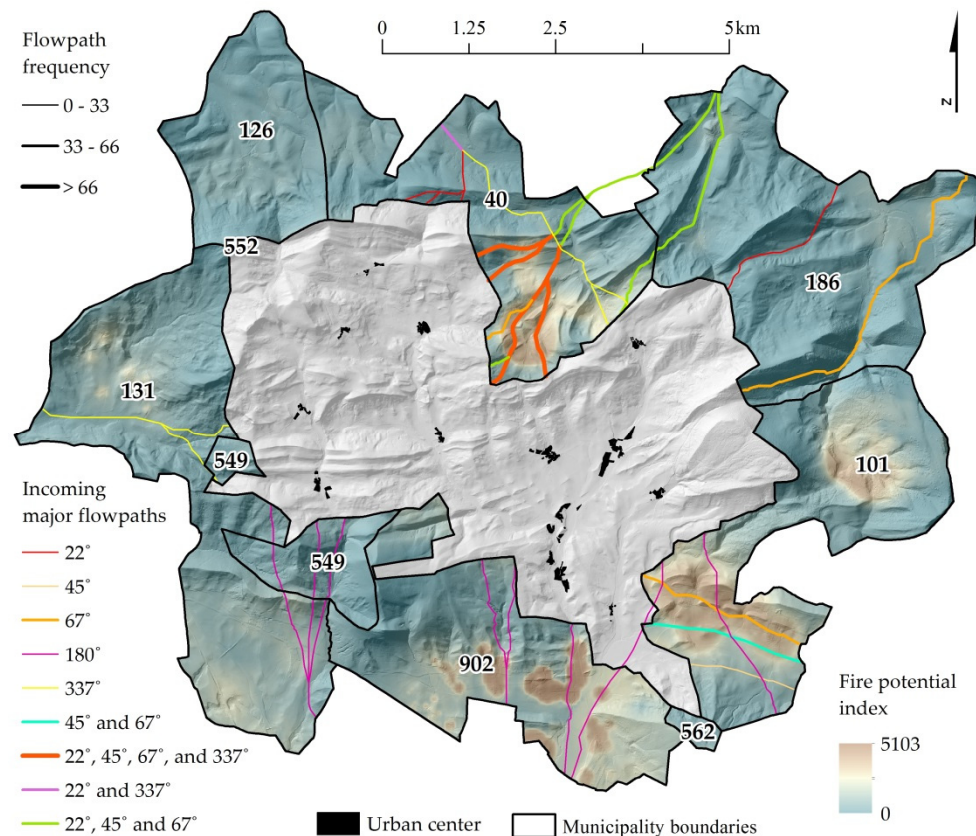 Flowpath
frequency
0 - 33
33 - 66
> 66
0 1.25 2.5 5km
N
126
40
552
186
131
549
101
549
902
562
Incoming
major flowpaths
22°
45°
67°
180°
337°
45° and 67°
22°, 45°, 67°, and 337°
22° and 337°
22°, 45° and 67°
Urban center
Municipality boundaries
Fire potential
index
5103
0